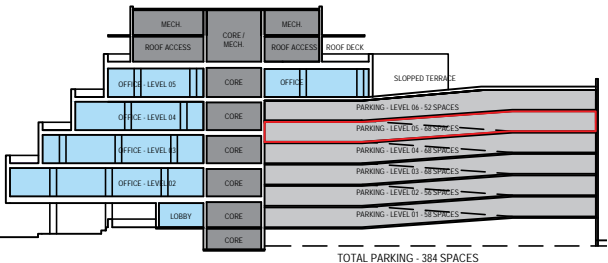 MECH.
CORE /
MECH.
MECH.
ROOF ACCESS
ROOF ACCESS
ROOF DECK
OFFICE - LEVEL 05
CORE
OFFICE
SLOPPED TERRACE
OFFICE - LEVEL 04
CORE
PARKING - LEVEL 06 - 52 SPACES
PARKING - LEVEL 05 - 68 SPACES
OFFICE - LEVEL 03
CORE
PARKING - LEVEL 04 - 68 SPACES
PARKING - LEVEL 03 - 68 SPACES
OFFICE - LEVEL 02
CORE
PARKING - LEVEL 02 - 56 SPACES
LOBBY
CORE
PARKING - LEVEL 01 - 58 SPACES
CORE
TOTAL PARKING - 384 SPACES